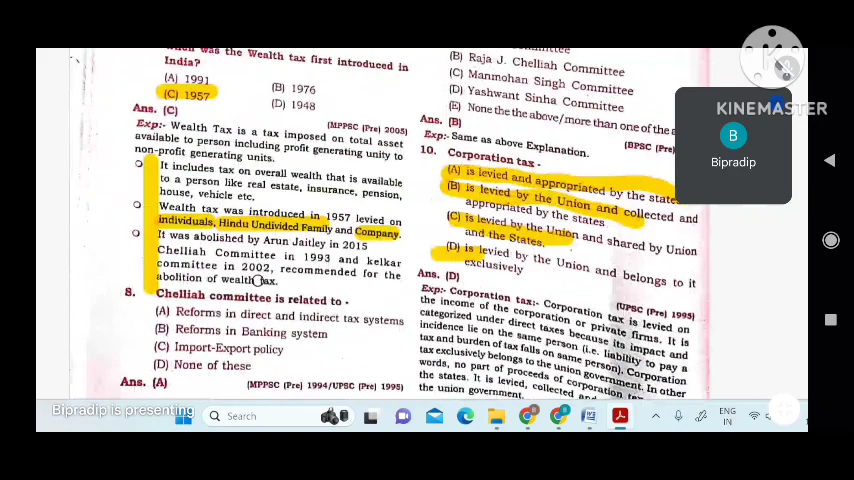 when was the Wealth tax first introduced in
India?
(A) 1991
(B) 1976
(C) 1957
(D) 1948
Ans. (C)
(MPPSC (Pre) 2005)
Exp:- Wealth Tax is a tax imposed on total asset
available to person including profit generating unity to
non-profit generating units.
It includes tax on overall wealth that is available
to a person like real estate, insurance, pension,
house, vehicle etc.
Wealth tax was introduced in 1957 levied on
individuals, Hindu Undivided Family and Company.
It was abolished by Arun Jaitley in 2015
Chelliah Committee in 1993 and kelkar
committee in 2002, recommended for the
abolition of wealth tax.
8. Chelliah committee is related to -
(A) Reforms in direct and indirect tax systems
(B) Reforms in Banking system
(C) Import-Export policy
(D) None of these
Ans. (A)
(MPPSC (Pre) 1994/UPSC (Pre) 1995)
Committee
(B) Raja J. Chelliah Committee
(C) Manmohan Singh Committee
(D) Yashwant Sinha Committee
(E) None the the above/more than one of the a
Ans. (B)
(BPSC (Pre)
Exp:- Same as above Explanation.
10. Corporation tax -
(A) is levied and appropriated by the states
(B) is levied by the Union and collected and
appropriated by the states
(C) is levied by the Union and shared by Union
and the States.
(D) is levied by the Union and belongs to it
exclusively
Ans. (D)
(UPSC (Pre) 1995)
Exp:- Corporation tax:- Corporation tax is levied on
the income of the corporation or private firms. It is
categorized under direct taxes because its impact and
incidence lie on the same person (i.e. liability to pay a
tax and burden of tax falls on same person). Corporation
tax exclusively belongs to the union government. In other
words, no part of proceeds of corporation tax
the states. It is levied, collected and
the union government.
KINEMASTER
B
Bipradip
Bipradip is presenting
Search
ENG
IN